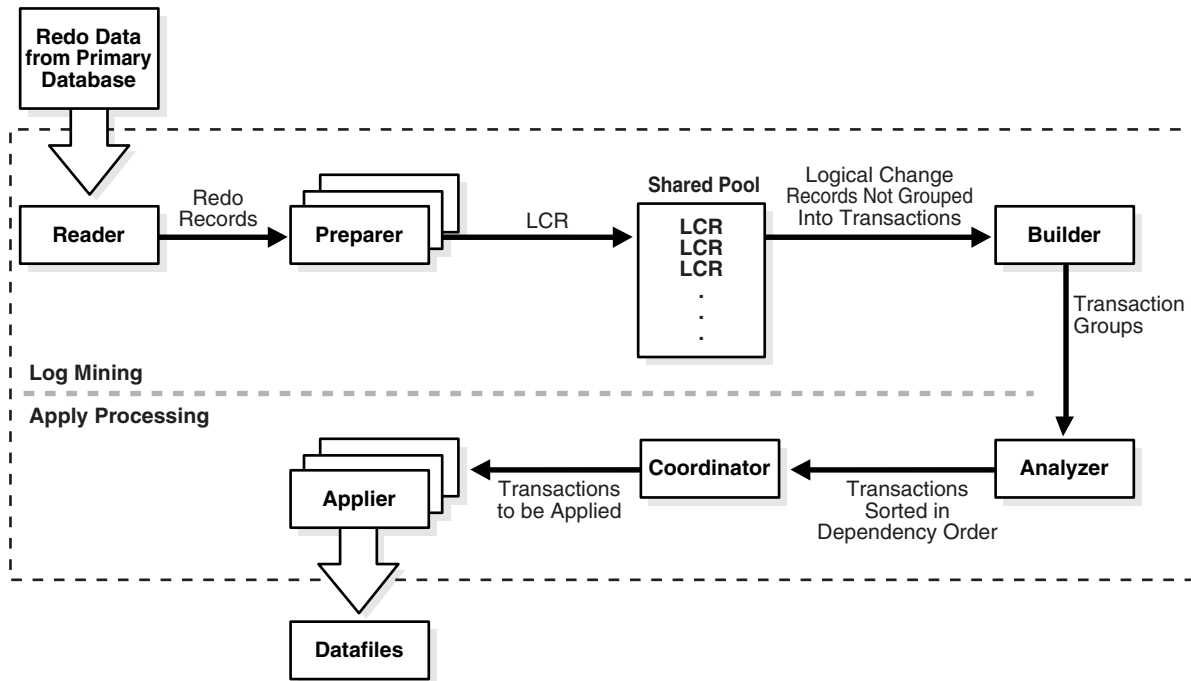 Redo Data
from Primary
Database
Reader
Redo
Records
Preparer
LCR
Shared Pool
LCR
LCR
LCR
.
.
.
Logical Change
Records Not Grouped
Into Transactions
Builder
Transaction
Groups
Log Mining
Apply Processing
Applier
Transactions
to be Applied
Coordinator
Transactions
Sorted in
Dependency Order
Analyzer
Datafiles